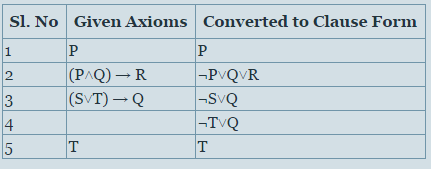 Sl. No Given Axioms Converted to Clause Form
1 P P
2 (P∧Q) → R ¬P∨Q∨R
3 (S∨T) → Q ¬S∨Q
4 ¬T∨Q
5 T T